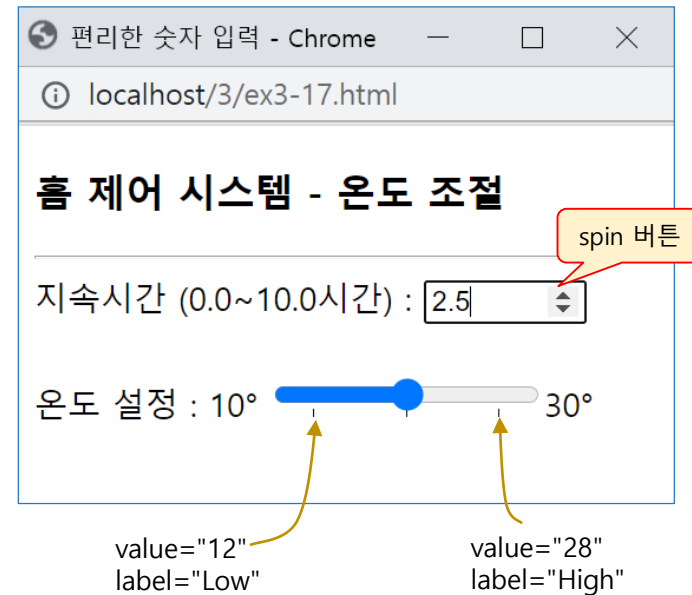 편리한 숫자 입력 - Chrome
localhost/3/ex3-17.html
홈 제어 시스템 - 온도 조절
spin 버튼
지속시간 (0.0~10.0시간) : 2.5
온도 설정 : 10° 30°
value="12"
label="Low"
value="28"
label="High"